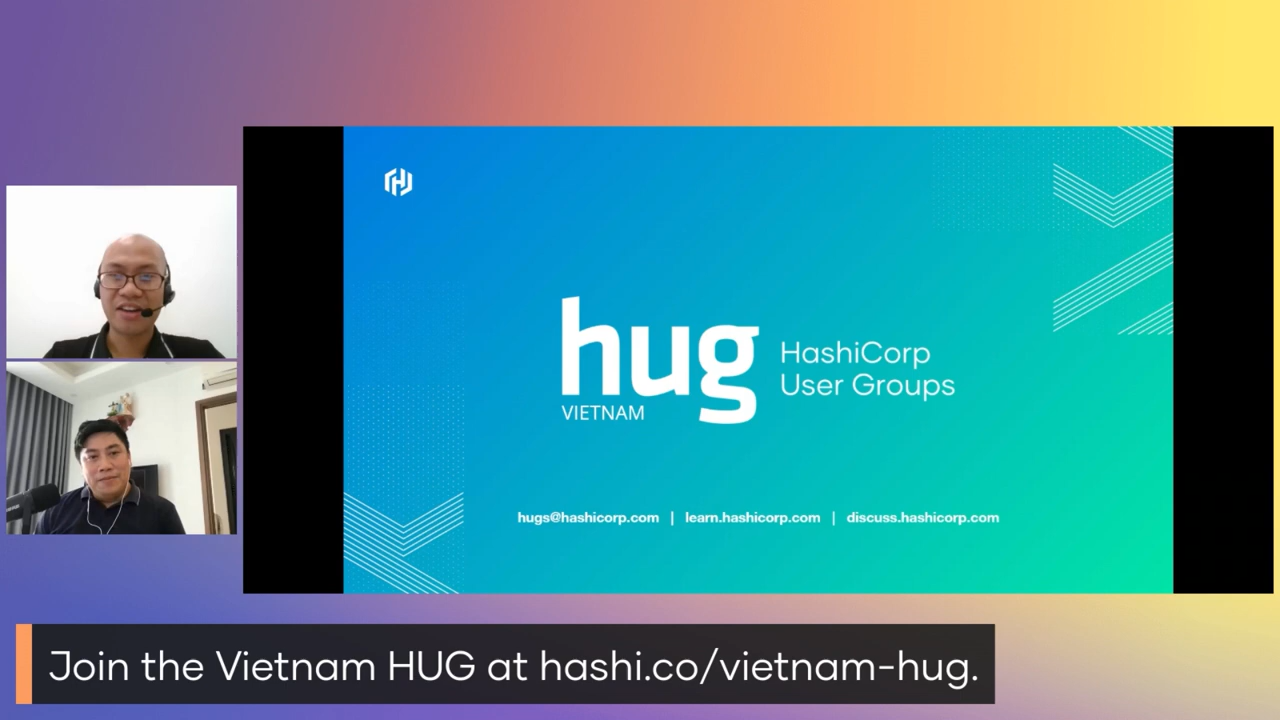 hug
VIETNAM
HashiCorp
User Groups
hugs@hashicorp.com | learn.hashicorp.com | discuss.hashicorp.com
Join the Vietnam HUG at hashi.co/vietnam-hug.